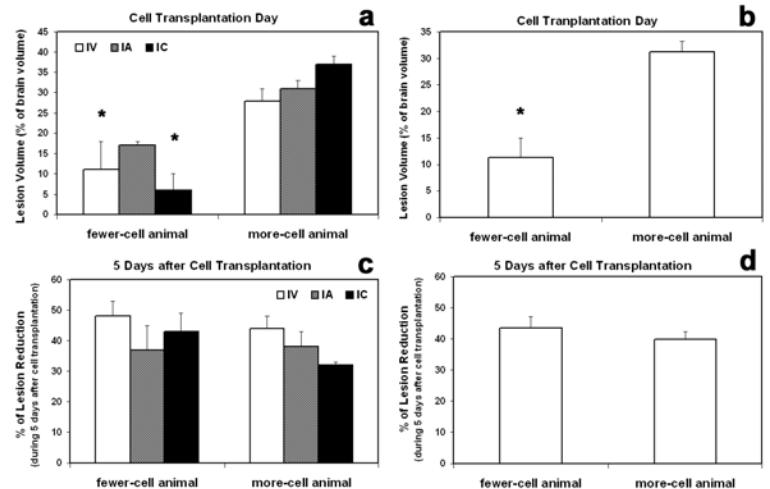 Cell Transplantation Day
a
Lesion Volume (% of brain volume)
45
40
35
30
25
20
15
10
5
0
IV IA IC
*
*
fewer-cell animal more-cell animal
Cell Tranplantation Day
b
Lesion Volume (% of brain volume)
35
30
25
20
15
10
5
0
*
fewer-cell animal more-cell animal
5 Days after Cell Transplantation
c
% of Lesion Reduction
(during 5 days after cell transplantation)
60
50
40
30
20
10
0
IV IA IC
fewer-cell animal more-cell animal
5 Days after Cell Transplantation
d
% of Lesion Reduction
(during 5 days after cell transplantation)
60
50
40
30
20
10
0
fewer-cell animal more-cell animal